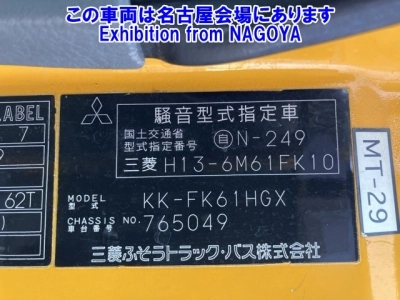 この車両は名古屋会場にあります
Exhibition from NAGOYA
LABEL
7
9
62T
騒音型式指定車
国土交通省
型式指定番号
自N-249
三菱 H13-6M61FK10
MODEL
型式
KK-FK61HGX
CHASSIS NO.
車台番号
765049
三菱ふそうトラック・バス株式会社
MT-29